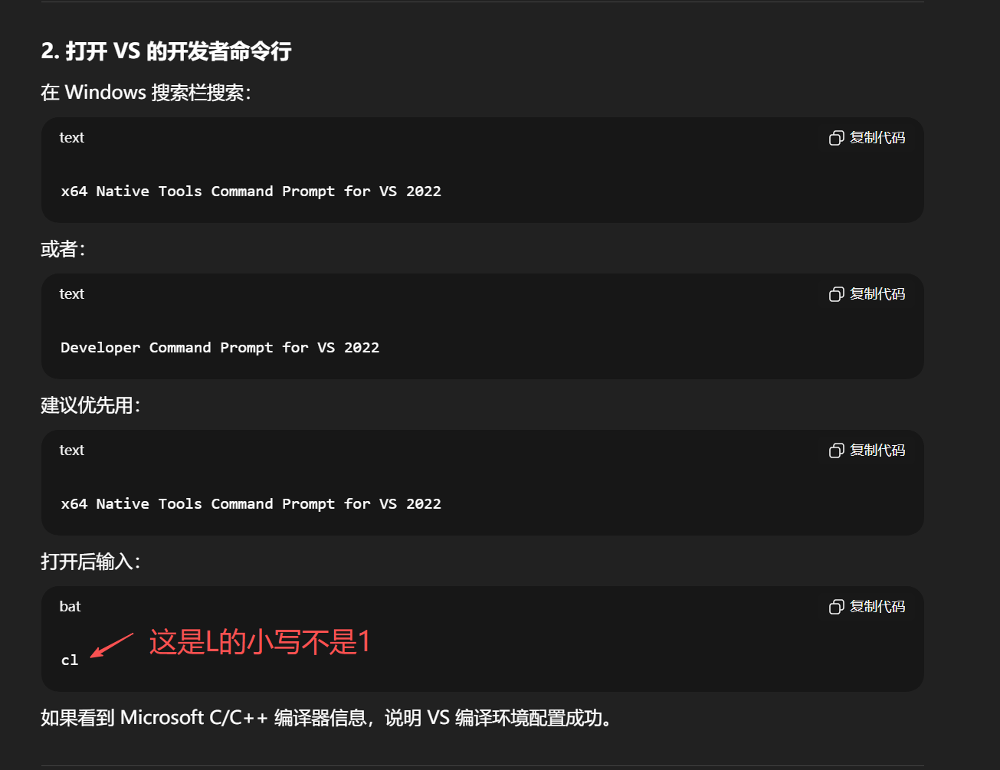 2. 打开 VS 的开发者命令行
在 Windows 搜索栏搜索：
text
复制代码
x64 Native Tools Command Prompt for VS 2022
或者：
text
复制代码
Developer Command Prompt for VS 2022
建议优先用：
text
复制代码
x64 Native Tools Command Prompt for VS 2022
打开后输入：
bat
复制代码
这是L的小写不是1
cl
如果看到 Microsoft C/C++ 编译器信息，说明 VS 编译环境配置成功。